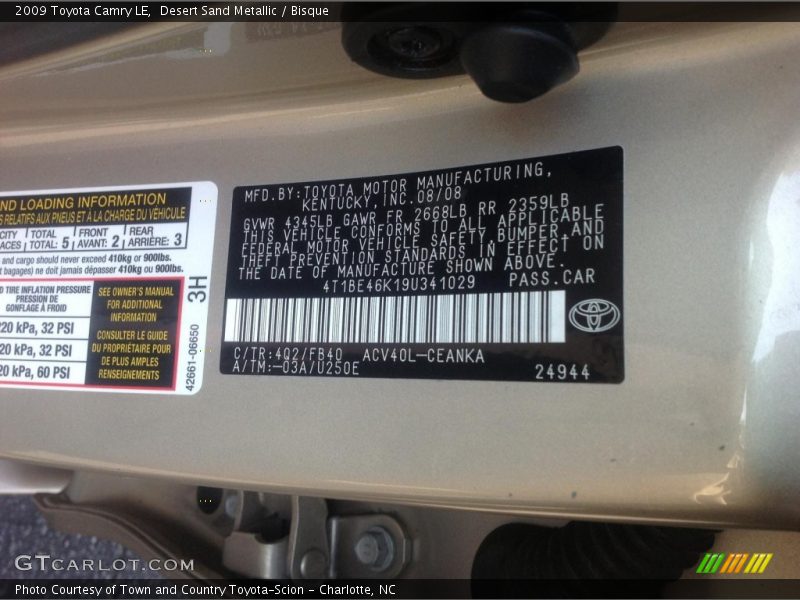 2009 Toyota Camry LE, Desert Sand Metallic / Bisque
ND LOADING INFORMATION
S RELATIFS AUX PNEUS ET À LA CHARGE DU VÉHICULE
CITY TOTAL FRONT REAR
ACES TOTAL: 5 AVANT: 2 ARRIÈRE: 3
and cargo should never exceed 410kg or 900lbs.
t bagages) ne doit jamais dépasser 410 kg or 900lbs.
D TIRE INFLATION PRESSURE
PRESSION DE
GONFLAGE À FROID
20 kPa, 32 PSI
20 kPa, 32 PSI
20 kPa, 60 PSI
SEE OWNER'S MANUAL
FOR ADDITIONAL
INFORMATION
CONSULTER LE GUIDE
DU PROPRIÉTAIRE POUR
DE PLUS AMPLES
RENSEIGNEMENTS
42661-06650 3H
MFD.BY:TOYOTA MOTOR MANUFACTURING,
KENTUCKY,INC.08/08
GVWR 4345LB GAWR FR 2668LB RR 2359LB
THIS VEHICLE CONFORMS TO ALL APPLICABLE
FEDERAL MOTOR VEHICLE SAFETY,BUMPER AND
THEFT PREVENTION STANDARDS IN EFFECT ON
THE DATE OF MANUFACTURE SHOWN ABOVE.
4T1BE46K19U341029 PASS.CAR
C/TR:4Q2/FB40 ACV40L-CEANKA
A/TM:-03A/U250E
24944
GTCARLOT.COM
Photo Courtesy of Town and Country Toyota-Scion - Charlotte, NC